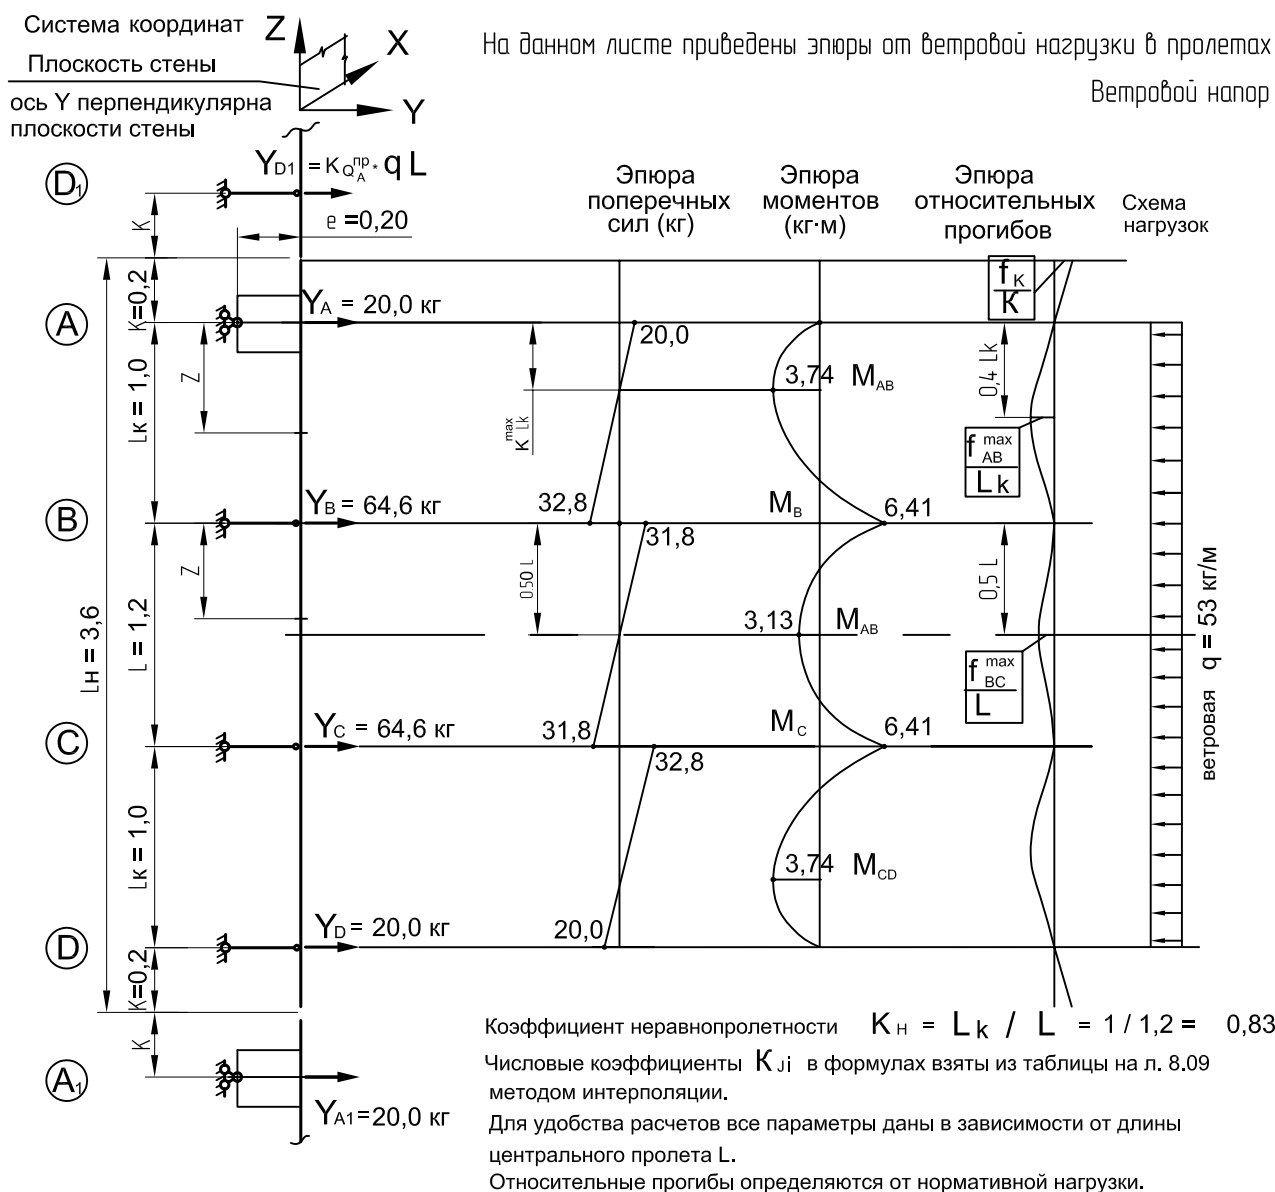 Система координат
Плоскость стены
ось Y перпендикулярна
плоскости стены
Z
X
Y
На данном листе приведены эпюры от ветровой нагрузки в пролетах
Ветровой напор
D1
YD1 = KQAпр * q L
K
e =0,20
Эпюра
поперечных
сил (кг)
Эпюра
моментов
(кг·м)
Эпюра
относительных
прогибов
Схема
нагрузок
fK
K
K=0,2
A
YA = 20,0 кг
20,0
Z
Lк = 1,0
K max Lk
3,74 MAB
0,4 Lk
f max AB
Lk
B
YB = 64,6 кг
32,8
31,8
MB
6,41
Z
L = 1,2
Lн = 3,6
0.50 L
3,13 MAB
0,5 L
f max BC
L
ветровая q = 53 кг/м
C
YC = 64,6 кг
31,8
32,8
MC
6,41
Lк = 1,0
3,74 MCD
D
YD = 20,0 кг
20,0
K=0,2
K
A1
YA1=20,0 кг
Коэффициент неравнопролетности KН = Lk / L = 1 / 1,2 = 0,83
Числовые коэффициенты KJi в формулах взяты из таблицы на л. 8.09
методом интерполяции.
Для удобства расчетов все параметры даны в зависимости от длины
центрального пролета L.
Относительные прогибы определяются от нормативной нагрузки.